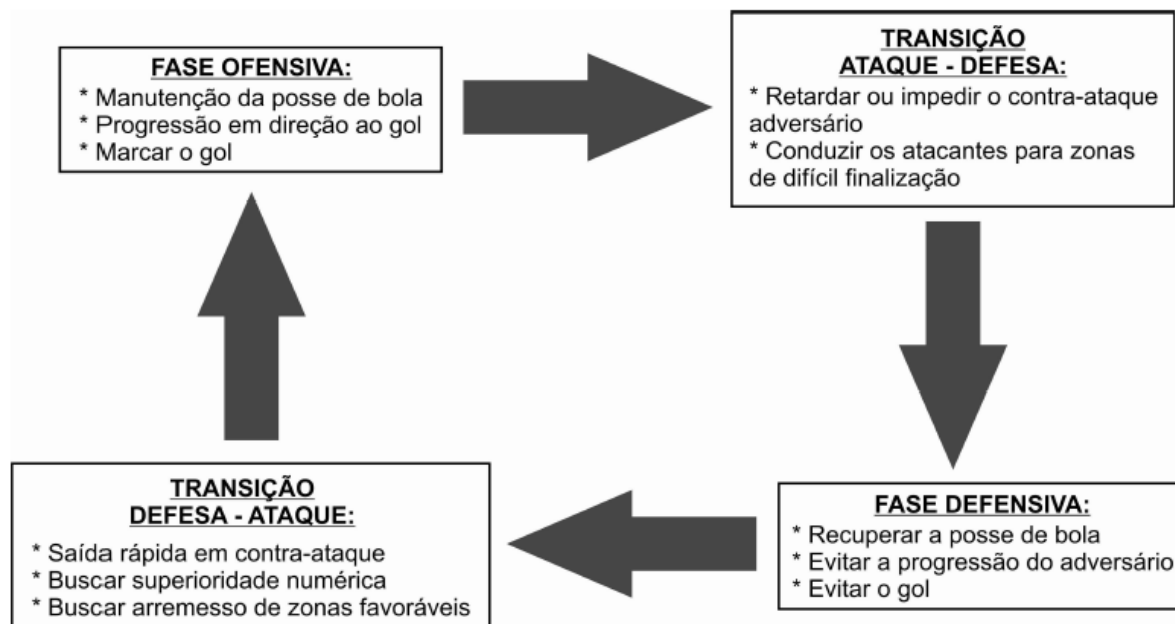 FASE OFENSIVA:
* Manutenção da posse de bola
* Progressão em direção ao gol
* Marcar o gol
TRANSIÇÃO
ATAQUE - DEFESA:
* Retardar ou impedir o contra-ataque
adversário
* Conduzir os atacantes para zonas
de difícil finalização
TRANSIÇÃO
DEFESA - ATAQUE:
* Saída rápida em contra-ataque
* Buscar superioridade numérica
* Buscar arremesso de zonas favoráveis
FASE DEFENSIVA:
* Recuperar a posse de bola
* Evitar a progressão do adversário
* Evitar o gol